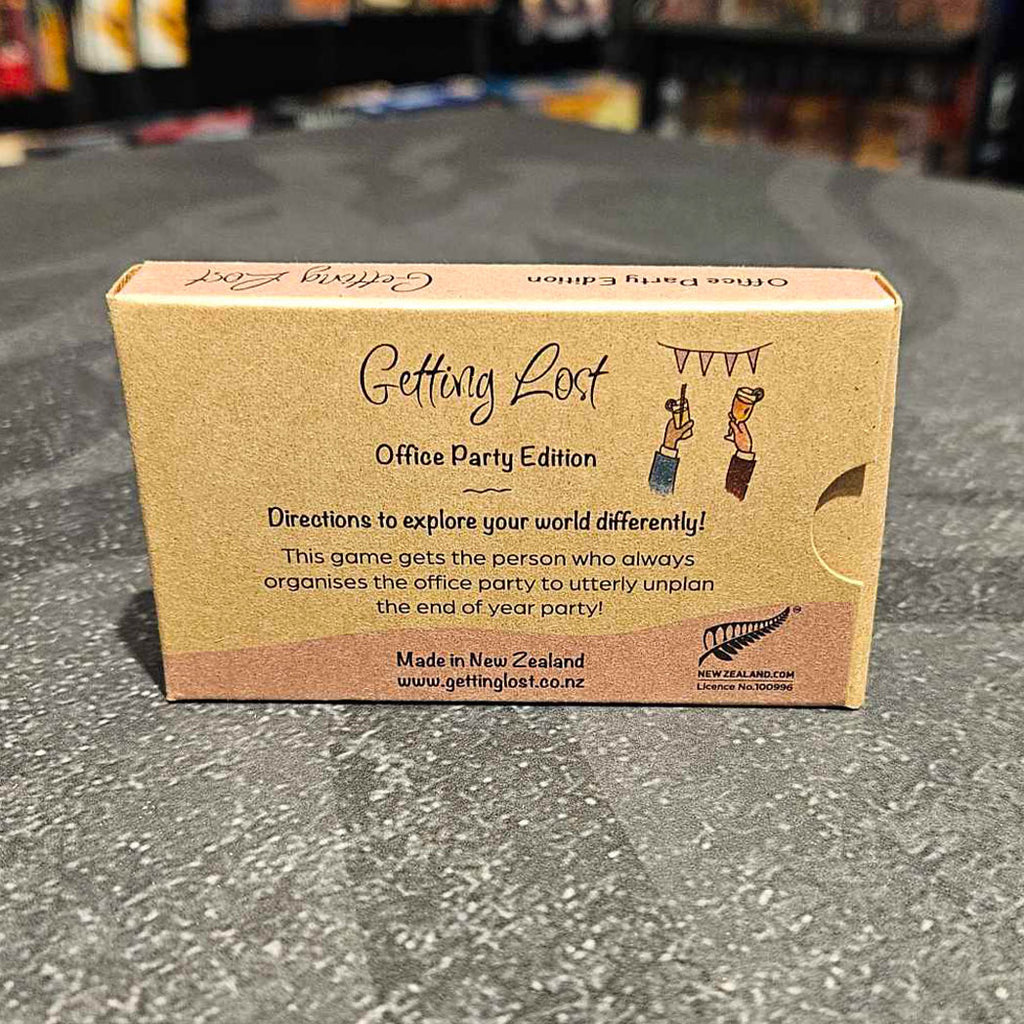 Getting Lost
Office Party Edition
Getting Lost
Office Party Edition
Directions to explore your world differently!
This game gets the person who always
organises the office party to utterly unplan
the end of year party!
Made in New Zealand
www.gettinglost.co.nz
NEWZEALAND.COM
Licence No.100996